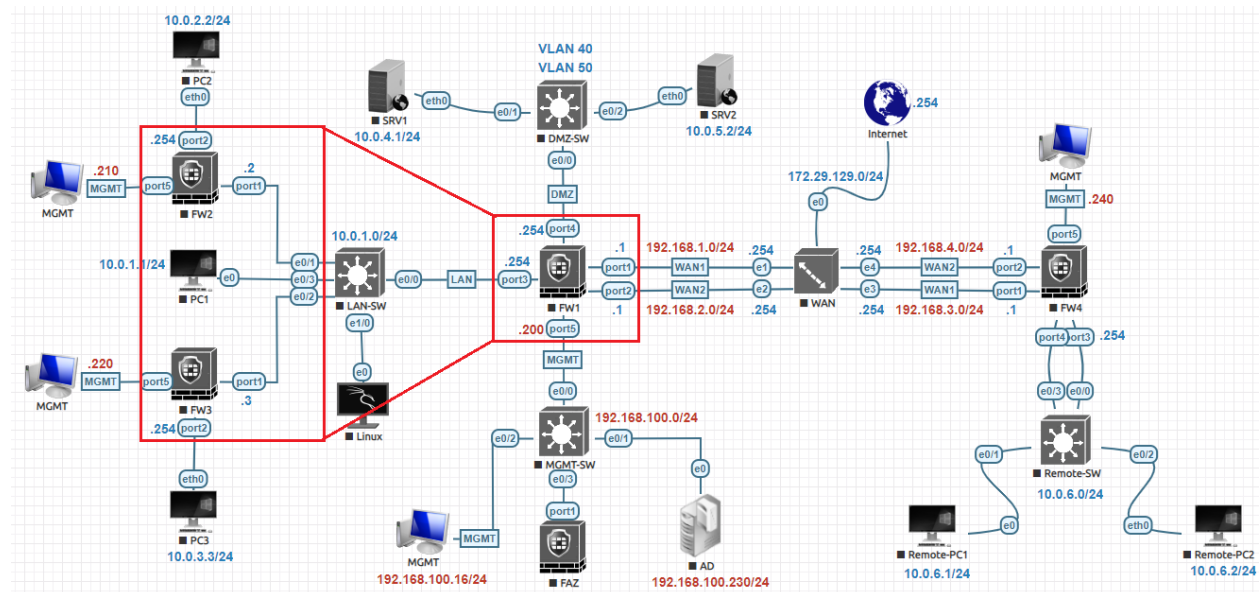 10.0.2.2/24
PC2
eth0
.254
port2
.210
MGMT
port5
.2
port1
MGMT
FW2
10.0.1.1/24
PC1
e0
10.0.1.0/24
e0/1
e0/3
e0/2
LAN-SW
e0/0
LAN
e1/0
e0
Linux
.220
MGMT
port5
port1
MGMT
FW3
.3
.254
port2
eth0
PC3
10.0.3.3/24
VLAN 40
VLAN 50
SRV1
10.0.4.1/24
eth0
e0/1
DMZ-SW
e0/2
eth0
SRV2
10.0.5.2/24
e0/0
DMZ
.254
port4
.254
port3
FW1
.1
port1
192.168.1.0/24
WAN1
.254
e1
port2
.1
WAN2
192.168.2.0/24
e2
.254
.200
port5
MGMT
e0/0
192.168.100.0/24
e0/2
e0/1
MGMT-SW
e0/3
port1
FAZ
MGMT
MGMT
192.168.100.16/24
e0
AD
192.168.100.230/24
.254
Internet
172.29.129.0/24
e0
WAN
.254
e4
192.168.4.0/24
WAN2
.1
port2
e3
.254
WAN1
192.168.3.0/24
port1
.1
FW4
MGMT
MGMT
.240
port5
port4
port3
.254
e0/3
e0/0
e0/1
e0/2
Remote-SW
10.0.6.0/24
e0
Remote-PC1
10.0.6.1/24
eth0
Remote-PC2
10.0.6.2/24